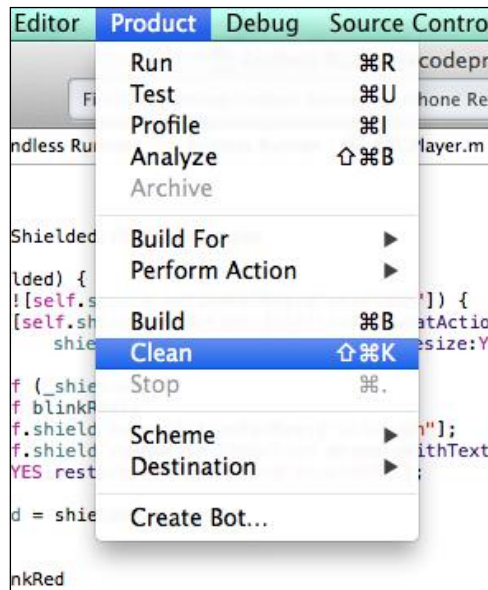 Editor Product Debug Source Contro
codepr
Fi hone Re
ndless Ru layer.m
Run ⌘R
Test ⌘U
Profile ⌘I
Analyze ⇧⌘B
Archive
Build For ▶
Perform Action ▶
Build ⌘B
Clean ⇧⌘K
Stop ⌘.
Scheme ▶
Destination ▶
Create Bot...
Shielded
lded) {
![self.s "]) {
[self.sh atActio
shie esize:Y
f (_shie
f blinkR
f.shield n"];
f.shield ithText
YES rest ;
d = shie
nkRed